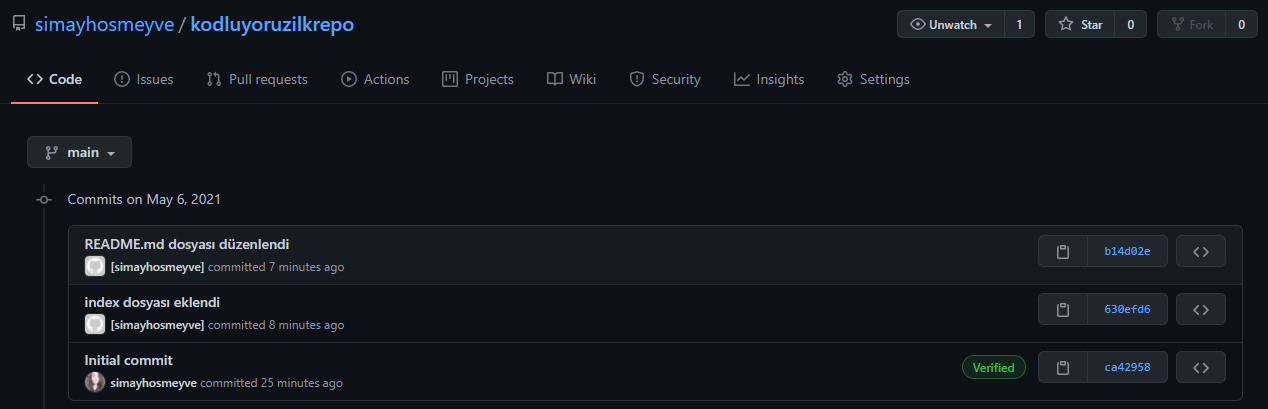 simayhosmeyve / kodluyoruzilkrepo Unwatch 1 Star 0 Fork 0
Code Issues Pull requests Actions Projects Wiki Security Insights Settings
main
Commits on May 6, 2021
README.md dosyası düzenlendi
[simayhosmeyve] committed 7 minutes ago b14d02e
index dosyası eklendi
[simayhosmeyve] committed 8 minutes ago 630efd6
Initial commit
simayhosmeyve committed 25 minutes ago Verified ca42958